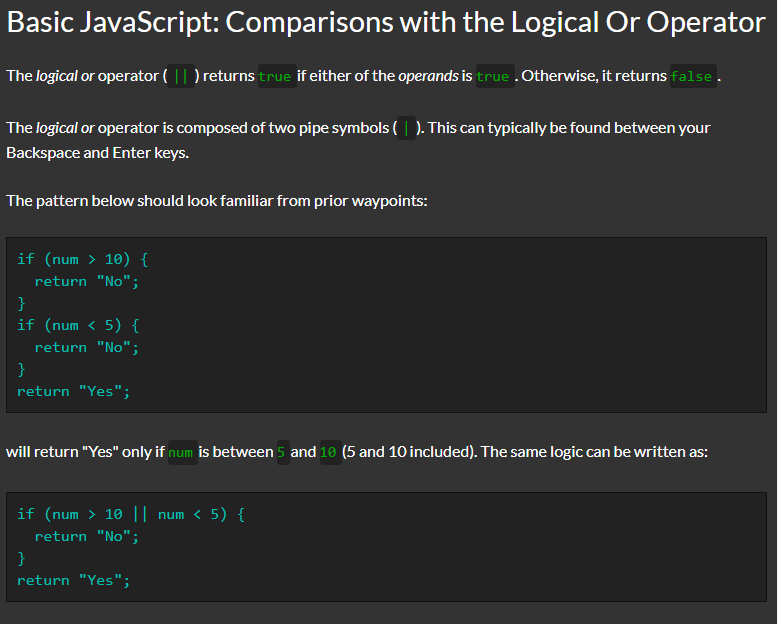 Basic JavaScript: Comparisons with the Logical Or Operator
The logical or operator ( || ) returns true if either of the operands is true . Otherwise, it returns false .
The logical or operator is composed of two pipe symbols ( | ). This can typically be found between your
Backspace and Enter keys.
The pattern below should look familiar from prior waypoints:
if (num > 10) {
  return "No";
}
if (num < 5) {
  return "No";
}
return "Yes";
will return "Yes" only if num is between 5 and 10 (5 and 10 included). The same logic can be written as:
if (num > 10 || num < 5) {
  return "No";
}
return "Yes";